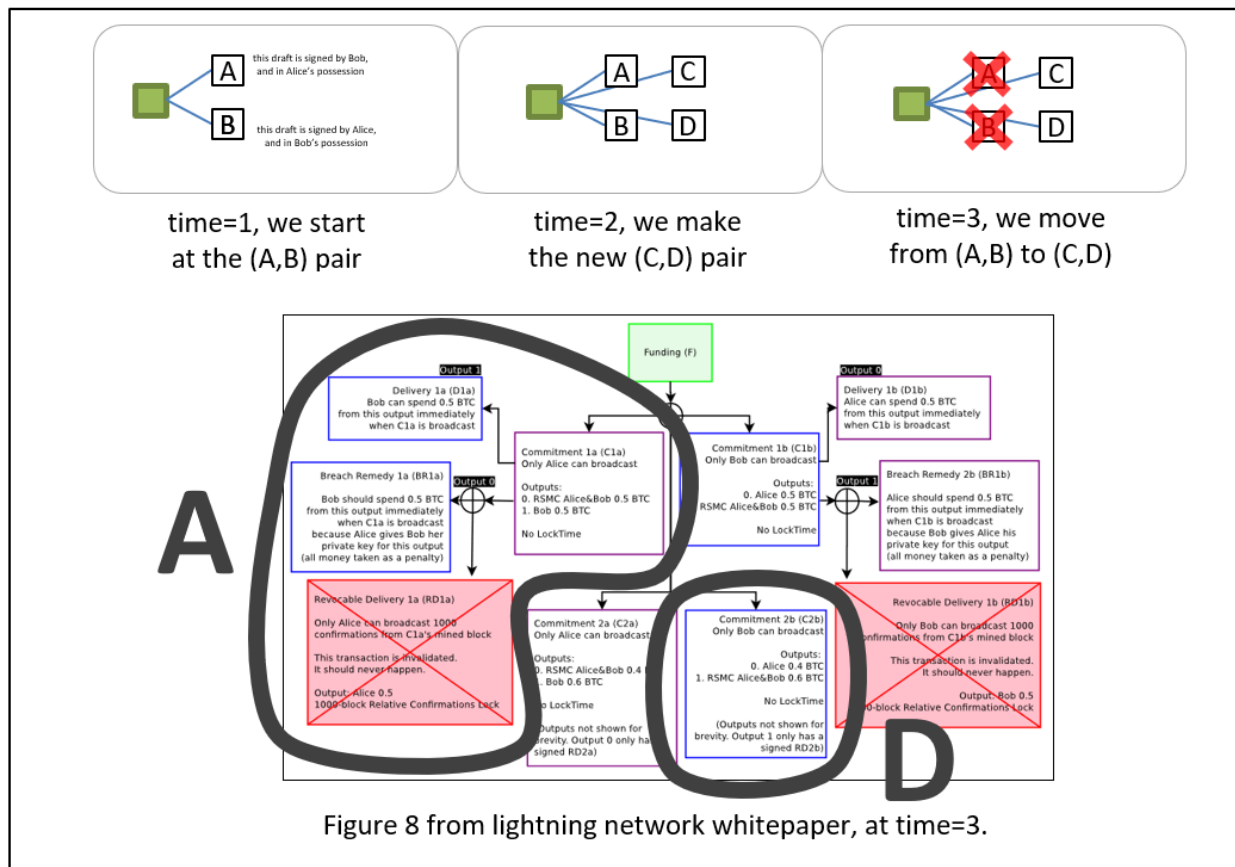 A
this draft is signed by Bob,
and in Alice's possession
B
this draft is signed by Alice,
and in Bob's possession
A
C
B
D
A
C
B
D
time=1, we start
at the (A,B) pair
time=2, we make
the new (C,D) pair
time=3, we move
from (A,B) to (C,D)
Funding (F)
Output 1
Delivery 1a (D1a)
Bob can spend 0.5 BTC
from this output immediately
when C1a is broadcast
Output 0
Delivery 1b (D1b)
Alice can spend 0.5 BTC
from this output immediately
when C1b is broadcast
Commitment 1a (C1a)
Only Alice can broadcast
Outputs:
0. RSMC Alice&Bob 0.5 BTC
1. Bob 0.5 BTC
No LockTime
Commitment 1b (C1b)
Only Bob can broadcast
Outputs:
0. Alice 0.5 BTC
RSMC Alice&Bob 0.5 BTC
No LockTime
Output 0
Breach Remedy 1a (BR1a)
Bob should spend 0.5 BTC
from this output immediately
when C1a is broadcast
because Alice gives Bob her
private key for this output
(all money taken as a penalty)
Output 1
Breach Remedy 2b (BR1b)
Alice should spend 0.5 BTC
from this output immediately
when C1b is broadcast
because Bob gives Alice his
private key for this output
(all money taken as a penalty)
A
Revocable Delivery 1a (RD1a)
Only Alice can broadcast 1000
confirmations from C1a's mined block
This transaction is invalidated.
It should never happen.
Output: Alice 0.5
1000-block Relative Confirmations Lock
Commitment 2a (C2a)
Only Alice can broadcast
Outputs:
0. RSMC Alice&Bob 0.4
1. Bob 0.6 BTC
No LockTime
(Outputs not shown for
brevity. Output 0 only has a
signed RD2a)
Commitment 2b (C2b)
Only Bob can broadcast
Outputs:
0. Alice 0.4 BTC
1. RSMC Alice&Bob 0.6 BTC
No LockTime
(Outputs not shown for
brevity. Output 1 only has a
signed RD2b)
Revocable Delivery 1b (RD1b)
Only Bob can broadcast 1000
confirmations from C1b's mined block
This transaction is invalidated.
It should never happen.
Output: Bob 0.5
00-block Relative Confirmations Lock
D
Figure 8 from lightning network whitepaper, at time=3.